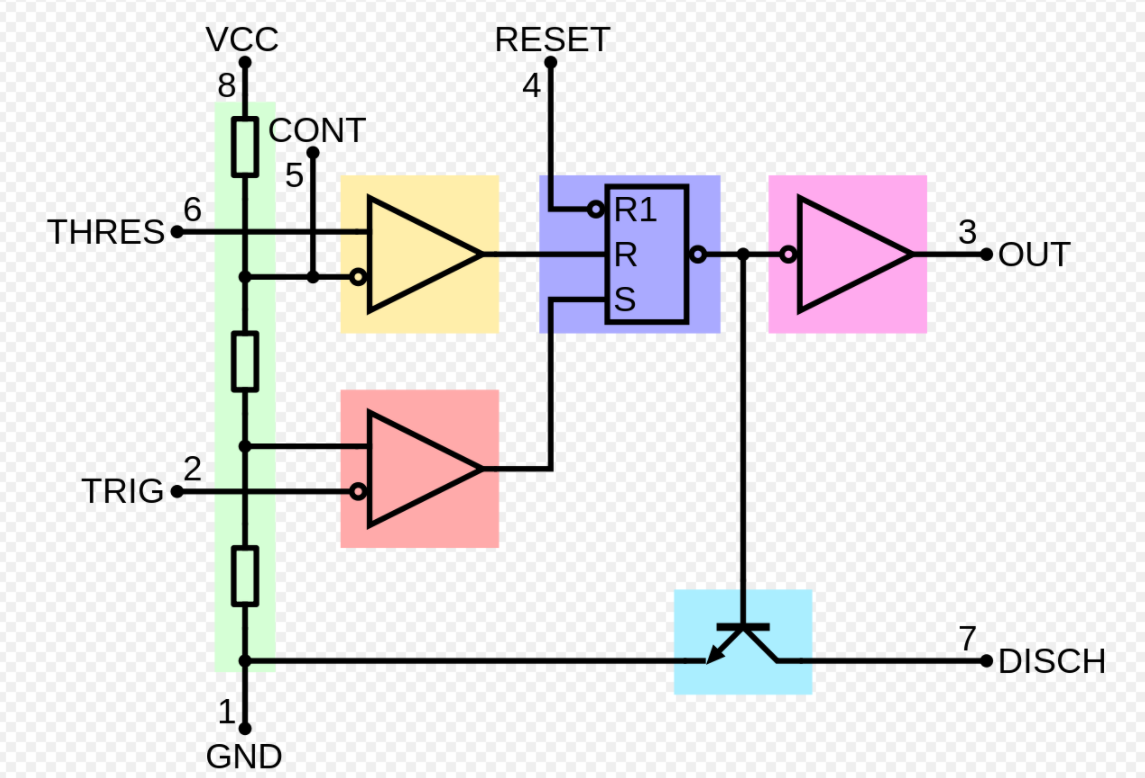 VCC
RESET
8
4
CONT
5
6
THRES
R1
R
S
3
OUT
2
TRIG
7
DISCH
1
GND